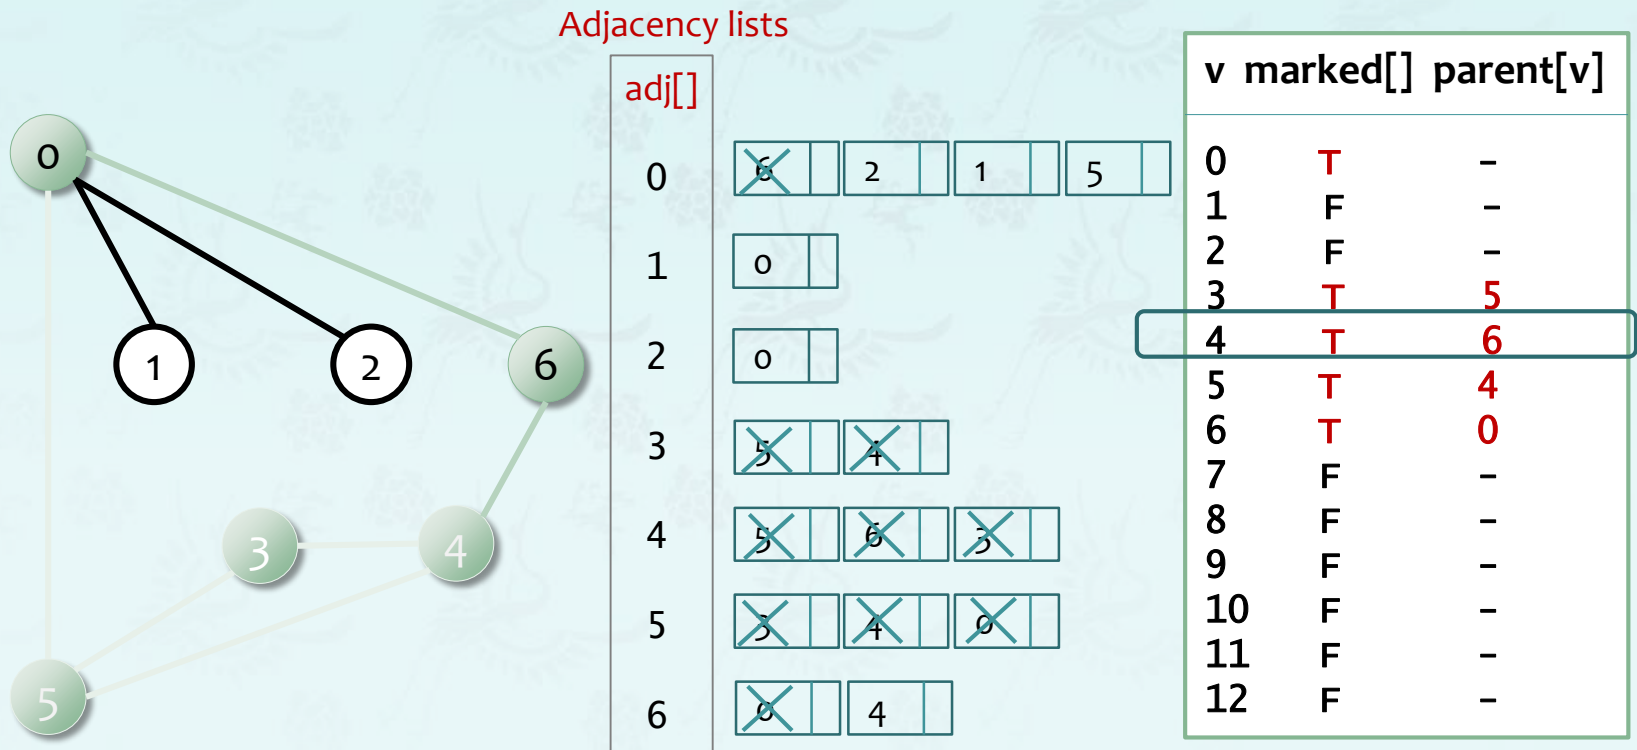 Adjacency lists
adj[]
0 6 2 1 5
1 0
2 0
3 5 4
4 5 6 3
5 3 4 0
6 0 4
0
1
2
6
3
4
5
v marked[] parent[v]
0 T –
1 F –
2 F –
3 T 5
4 T 6
5 T 4
6 T 0
7 F –
8 F –
9 F –
10 F –
11 F –
12 F –